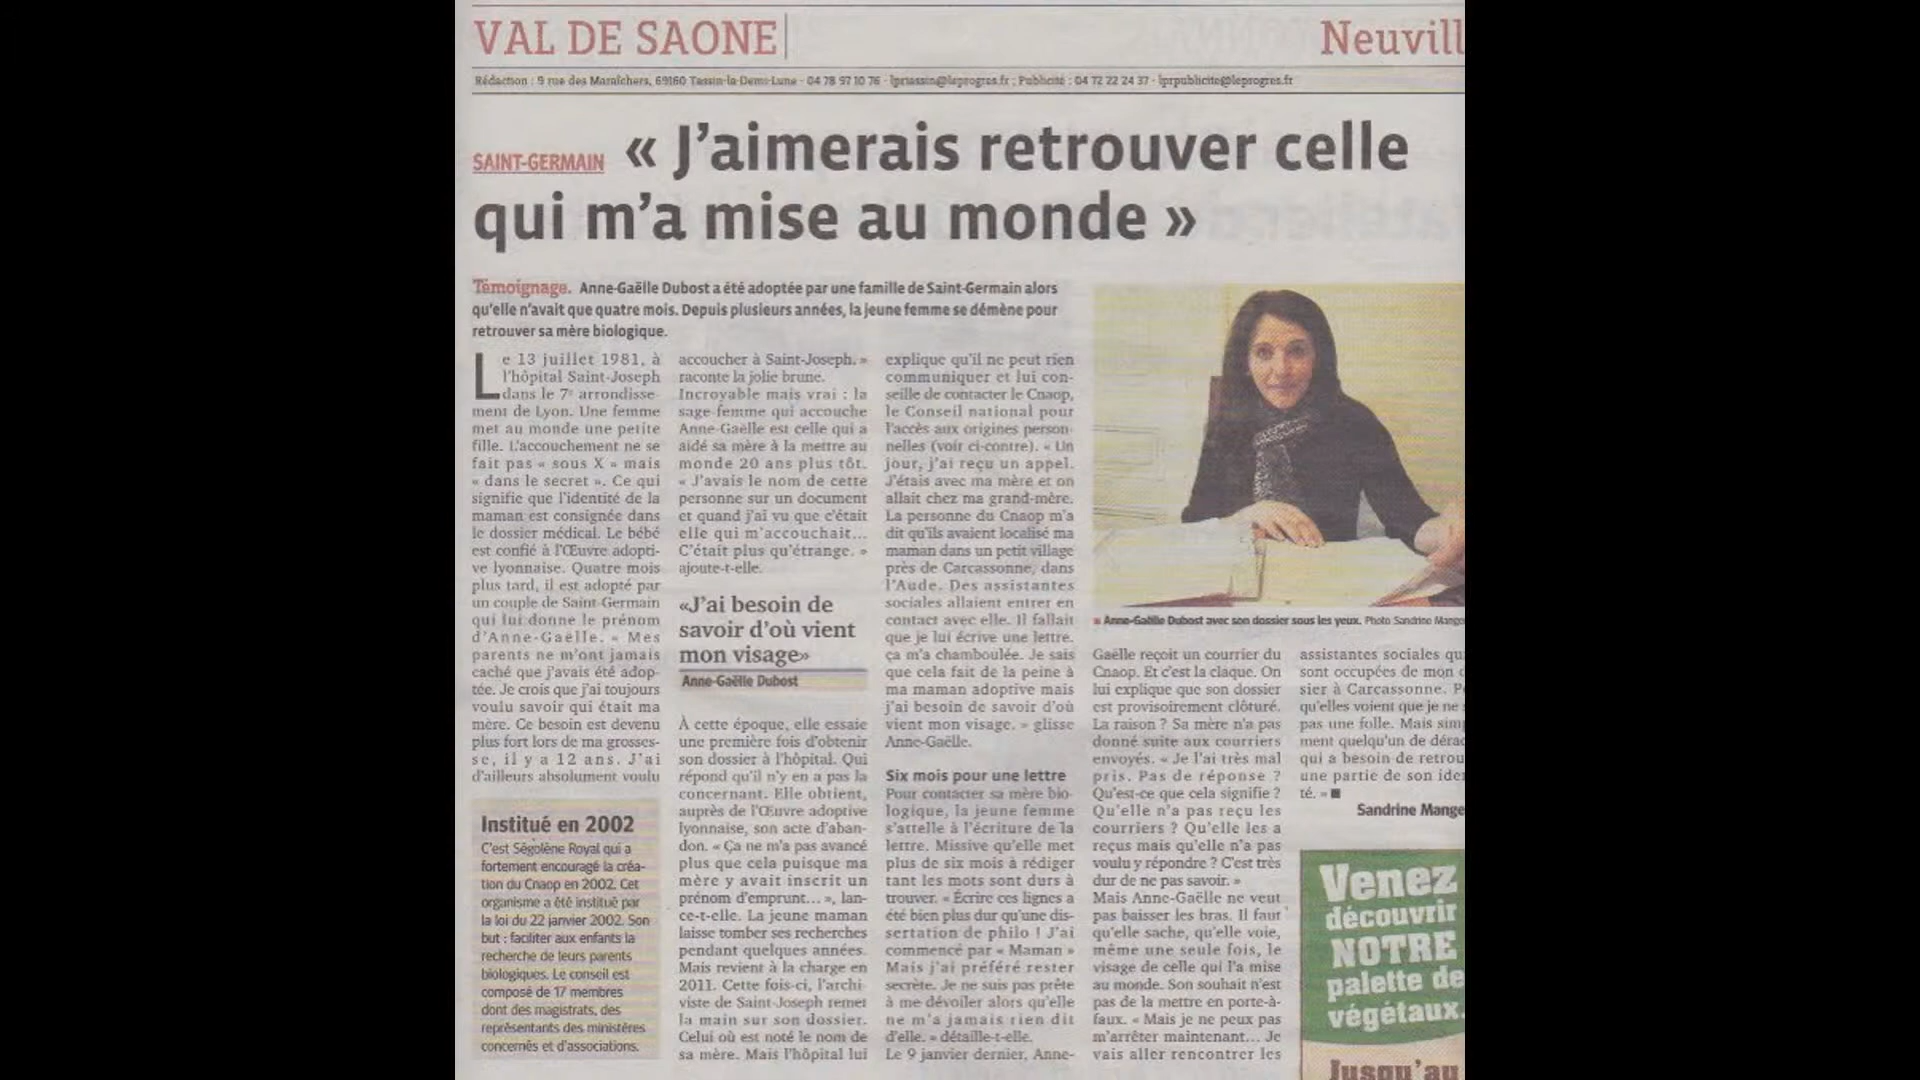 VAL DE SAONE
Neuvill
Rédaction : 9 rue des Maraîchers, 69160 Tassin-la-Demi-Lune - 04 78 97 10 76 - lprtassin@leprogres.fr ; Publicité : 04 72 22 24 37 - lprpublicite@leprogres.fr
SAINT-GERMAIN « J'aimerais retrouver celle
qui m'a mise au monde »
Témoignage. Anne-Gaëlle Dubost a été adoptée par une famille de Saint-Germain alors
qu'elle n'avait que quatre mois. Depuis plusieurs années, la jeune femme se démène pour
retrouver sa mère biologique.
Le 13 juillet 1981, à
l'hôpital Saint-Joseph
dans le 7e arrondisse-
ment de Lyon. Une femme
met au monde une petite
fille. L'accouchement ne se
fait pas « sous X » mais
« dans le secret ». Ce qui
signifie que l'identité de la
maman est consignée dans
le dossier médical. Le bébé
est confié à l'Œuvre adopti-
ve lyonnaise. Quatre mois
plus tard, il est adopté par
un couple de Saint-Germain
qui lui donne le prénom
d'Anne-Gaëlle. « Mes
parents ne m'ont jamais
caché que j'avais été adop-
tée. Je crois que j'ai toujours
voulu savoir qui était ma
mère. Ce besoin est devenu
plus fort lors de ma grosses-
se, il y a 12 ans. J'ai
d'ailleurs absolument voulu
accoucher à Saint-Joseph. »
raconte la jolie brune.
Incroyable mais vrai : la
sage-femme qui accouche
Anne-Gaëlle est celle qui a
aidé sa mère à la mettre au
monde 20 ans plus tôt.
« J'avais le nom de cette
personne sur un document
et quand j'ai vu que c'était
elle qui m'accouchait…
C'était plus qu'étrange. »
ajoute-t-elle.
«J'ai besoin de
savoir d'où vient
mon visage»
Anne-Gaëlle Dubost
À cette époque, elle essaie
une première fois d'obtenir
son dossier à l'hôpital. Qui
répond qu'il n'y en a pas la
concernant. Elle obtient,
auprès de l'Œuvre adoptive
lyonnaise, son acte d'aban-
don. « Ça ne m'a pas avancé
plus que cela puisque ma
mère y avait inscrit un
prénom d'emprunt… », lan-
ce-t-elle. La jeune maman
laisse tomber ses recherches
pendant quelques années.
Mais revient à la charge en
2011. Cette fois-ci, l'archi-
viste de Saint-Joseph remet
la main sur son dossier.
Celui où est noté le nom de
sa mère. Mais l'hôpital lui
explique qu'il ne peut rien
communiquer et lui con-
seille de contacter le Cnaop,
le Conseil national pour
l'accès aux origines person-
nelles (voir ci-contre). « Un
jour, j'ai reçu un appel.
J'étais avec ma mère et on
allait chez ma grand-mère.
La personne du Cnaop m'a
dit qu'ils avaient localisé ma
maman dans un petit village
près de Carcassonne, dans
l'Aude. Des assistantes
sociales allaient entrer en
contact avec elle. Il fallait
que je lui écrive une lettre.
ça m'a chamboulée. Je sais
que cela fait de la peine à
ma maman adoptive mais
j'ai besoin de savoir d'où
vient mon visage. » glisse
Anne-Gaëlle.
Six mois pour une lettre
Pour contacter sa mère bio-
logique, la jeune femme
s'attelle à l'écriture de la
lettre. Missive qu'elle met
plus de six mois à rédiger
tant les mots sont durs à
trouver. « Écrire ces lignes a
été bien plus dur qu'une dis-
sertation de philo ! J'ai
commencé par « Maman »
Mais j'ai préféré rester
secrète. Je ne suis pas prête
à me dévoiler alors qu'elle
ne m'a jamais rien dit
d'elle. » détaille-t-elle.
Le 9 janvier dernier, Anne-
Anne-Gaëlle Dubost avec son dossier sous les yeux. Photo Sandrine Mange
Gaëlle reçoit un courrier du
Cnaop. Et c'est la claque. On
lui explique que son dossier
est provisoirement clôturé.
La raison ? Sa mère n'a pas
donné suite aux courriers
envoyés. « Je l'ai très mal
pris. Pas de réponse ?
Qu'est-ce que cela signifie ?
Qu'elle n'a pas reçu les
courriers ? Qu'elle les a
reçus mais qu'elle n'a pas
voulu y répondre ? C'est très
dur de ne pas savoir. »
Mais Anne-Gaëlle ne veut
pas baisser les bras. Il faut
qu'elle sache, qu'elle voie,
même une seule fois, le
visage de celle qui l'a mise
au monde. Son souhait n'est
pas de la mettre en porte-à-
faux. « Mais je ne peux pas
m'arrêter maintenant… Je
vais aller rencontrer les
assistantes sociales qu
sont occupées de mon
sier à Carcassonne.
qu'elles voient que je ne
pas une folle. Mais sim
ment quelqu'un de dérac
qui a besoin de retrou
une partie de son ide
té. » ■
Sandrine Mange
Institué en 2002
C'est Ségolène Royal qui a
fortement encouragé la créa-
tion du Cnaop en 2002. Cet
organisme a été institué par
la loi du 22 janvier 2002. Son
but : faciliter aux enfants la
recherche de leurs parents
biologiques. Le conseil est
composé de 17 membres
dont des magistrats, des
représentants des ministères
concernés et d'associations.
Venez
découvrir
NOTRE
palette de
végétaux.
Jusqu'au